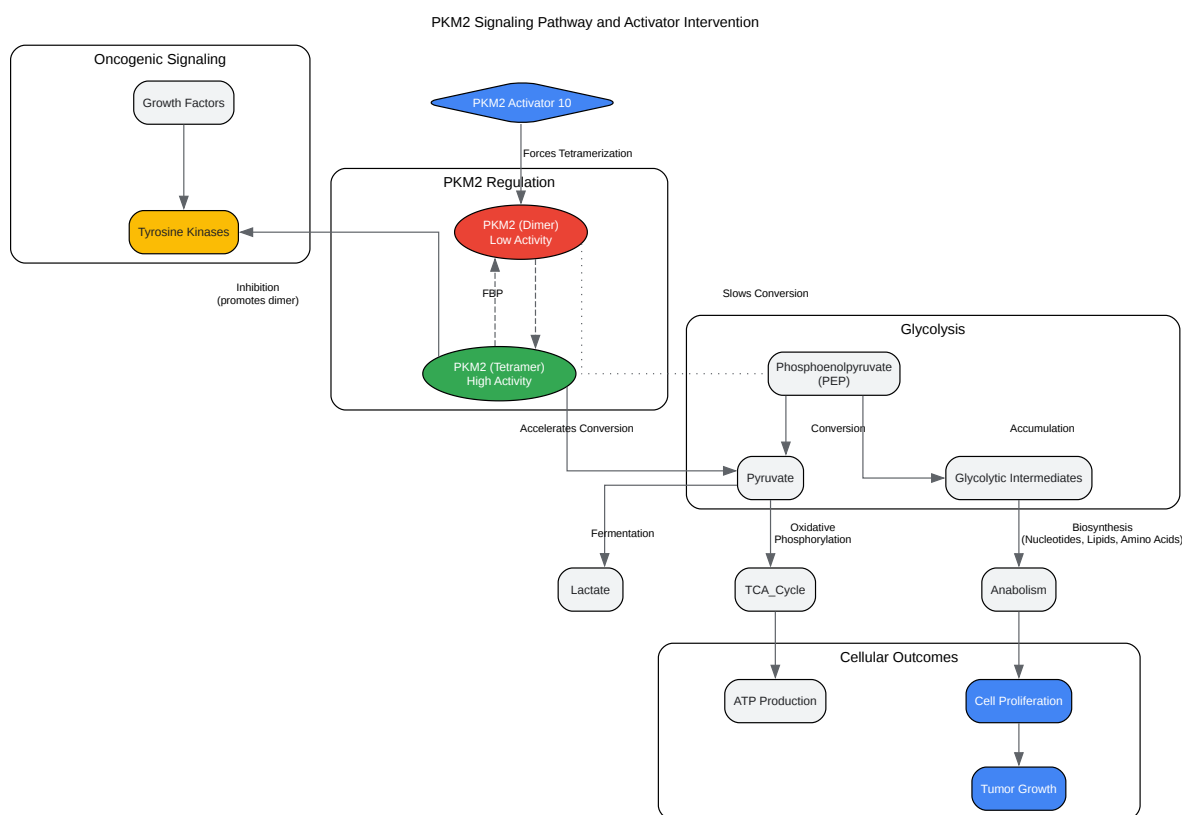 PKM2 Signaling Pathway and Activator Intervention
Oncogenic Signaling
Growth Factors
PKM2 Activator 10
Forces Tetramerization
PKM2 Regulation
Tyrosine Kinases
PKM2 (Dimer)
Low Activity
Inhibition
(promotes dimer)
FBP
Slows Conversion
Glycolysis
PKM2 (Tetramer)
High Activity
Phosphoenolpyruvate
(PEP)
Accelerates Conversion
Conversion
Accumulation
Pyruvate
Glycolytic Intermediates
Fermentation
Oxidative
Phosphorylation
Biosynthesis
(Nucleotides, Lipids, Amino Acids)
Lactate
TCA_Cycle
Anabolism
Cellular Outcomes
ATP Production
Cell Proliferation
Tumor Growth